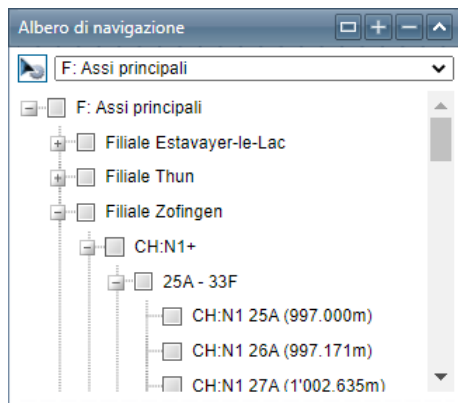 Albero di navigazione
F: Assi principali
F: Assi principali
Filiale Estavayer-le-Lac
Filiale Thun
Filiale Zofingen
CH:N1+
25A - 33F
CH:N1 25A (997.000m)
CH:N1 26A (997.171m)
CH:N1 27A (1'002.635m)